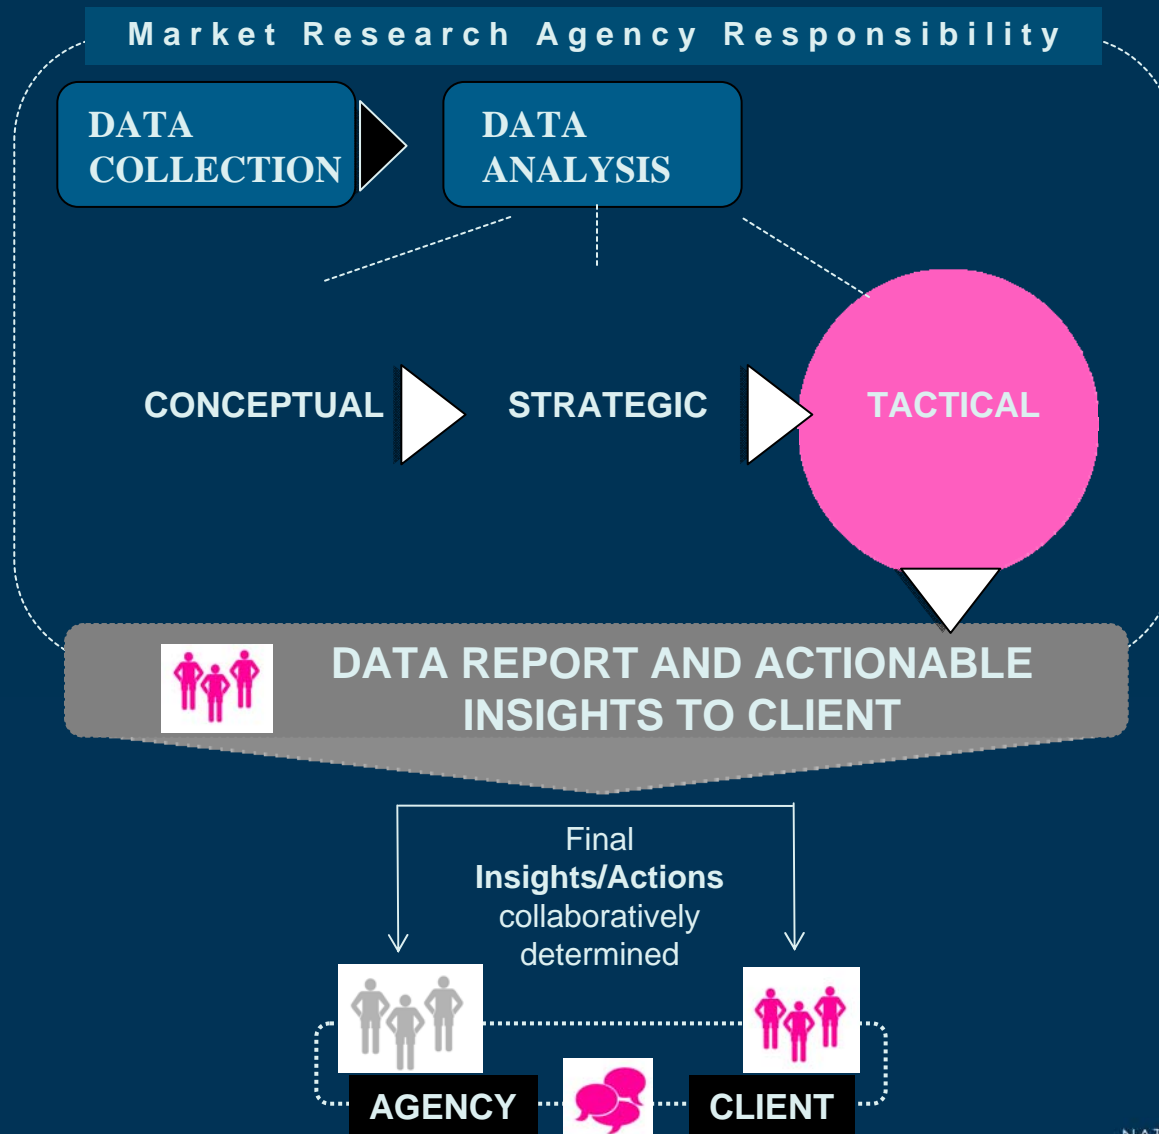 Market Research Agency Responsibility
DATA
COLLECTION
DATA
ANALYSIS
CONCEPTUAL
STRATEGIC
TACTICAL
DATA REPORT AND ACTIONABLE
INSIGHTS TO CLIENT
Final
Insights/Actions
collaboratively
determined
AGENCY
CLIENT